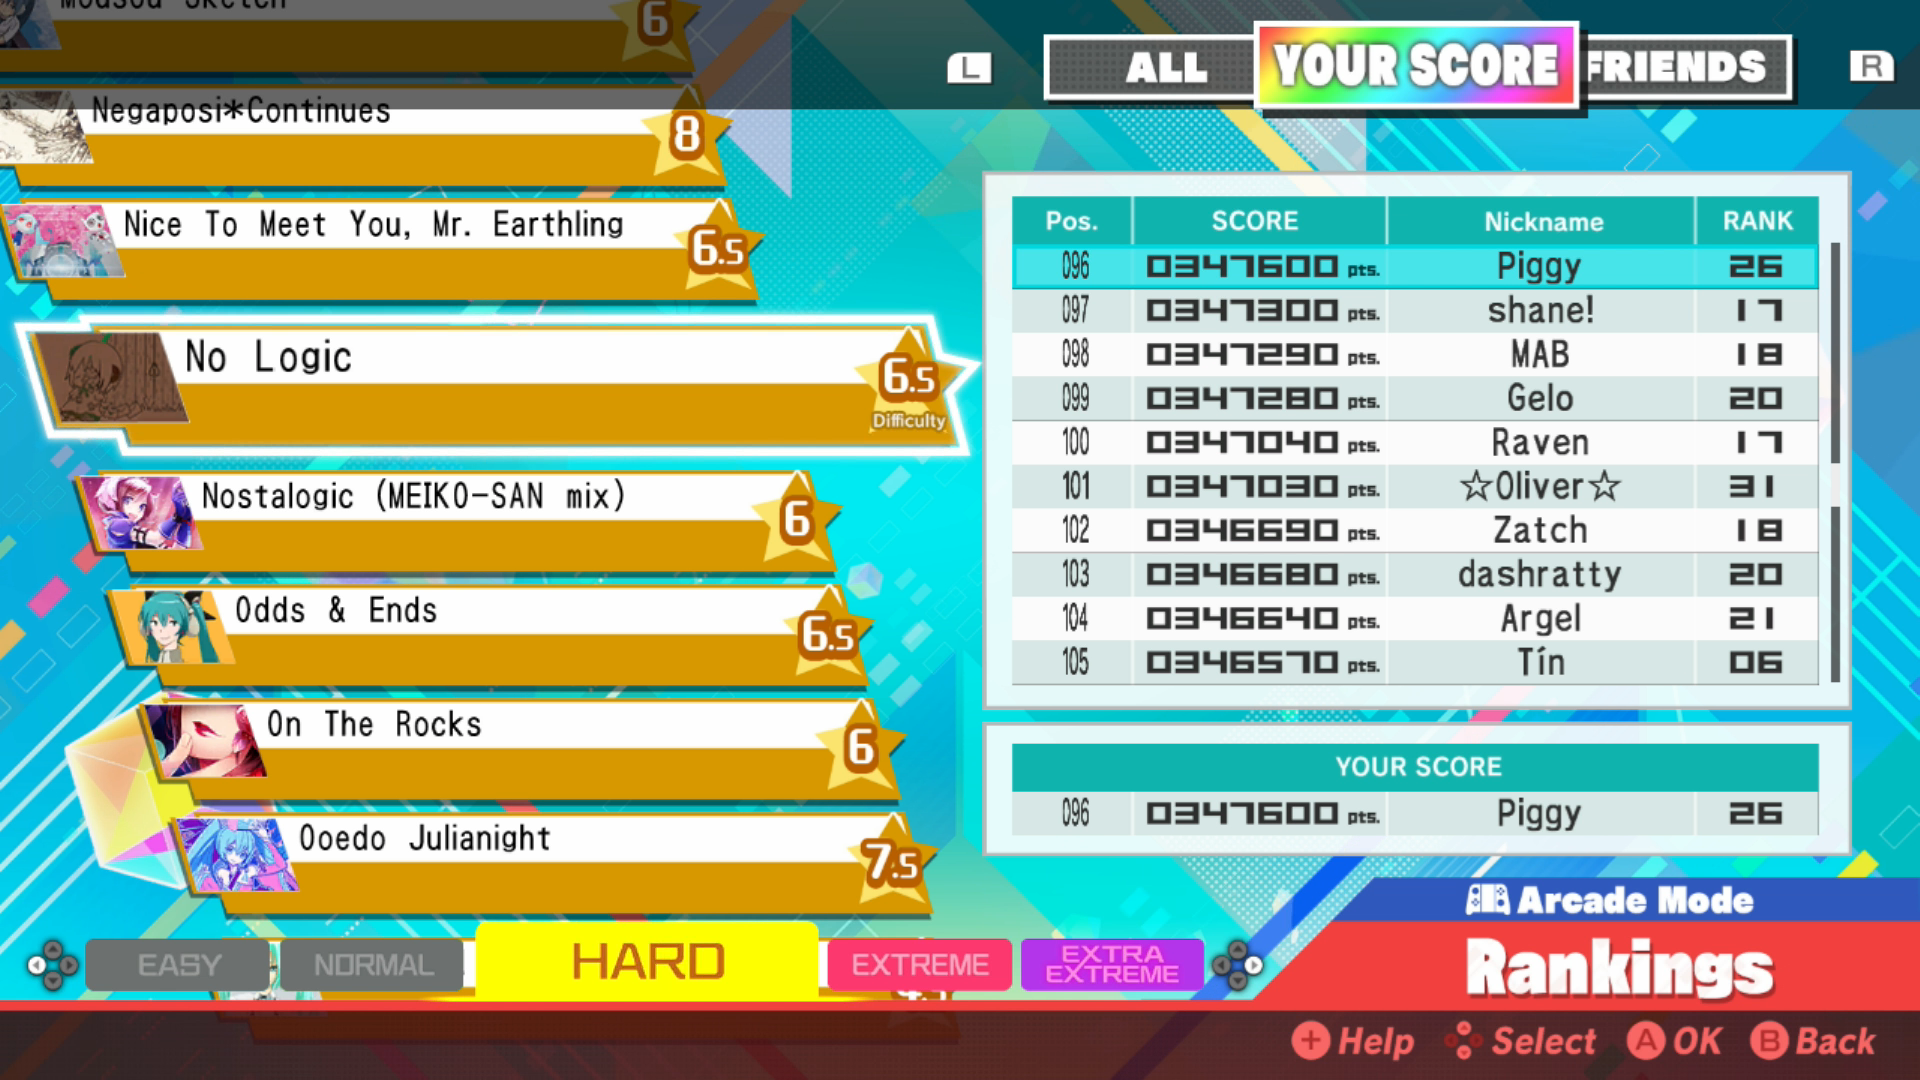 Modsou Sketch
6
L
ALL
YOUR SCORE
FRIENDS
R
Negaposi*Continues
8
Nice To Meet You, Mr. Earthling
6.5
No Logic
6.5
Difficulty
Nostalogic (MEIKO-SAN mix)
6
Odds & Ends
6.5
On The Rocks
6
Ooedo Julianight
7.5
Pos. SCORE Nickname RANK
096 0347600 pts. Piggy 26
097 0347300 pts. shane! 17
098 0347290 pts. MAB 18
099 0347280 pts. Gelo 20
100 0347040 pts. Raven 17
101 0347030 pts. ☆Oliver☆ 31
102 0346690 pts. Zatch 18
103 0346680 pts. dashratty 20
104 0346640 pts. Argel 21
105 0346570 pts. Tín 06
YOUR SCORE
096 0347600 pts. Piggy 26
Arcade Mode
Rankings
EASY
NORMAL
HARD
EXTREME
EXTRA
EXTREME
+ Help
Select
A OK
B Back